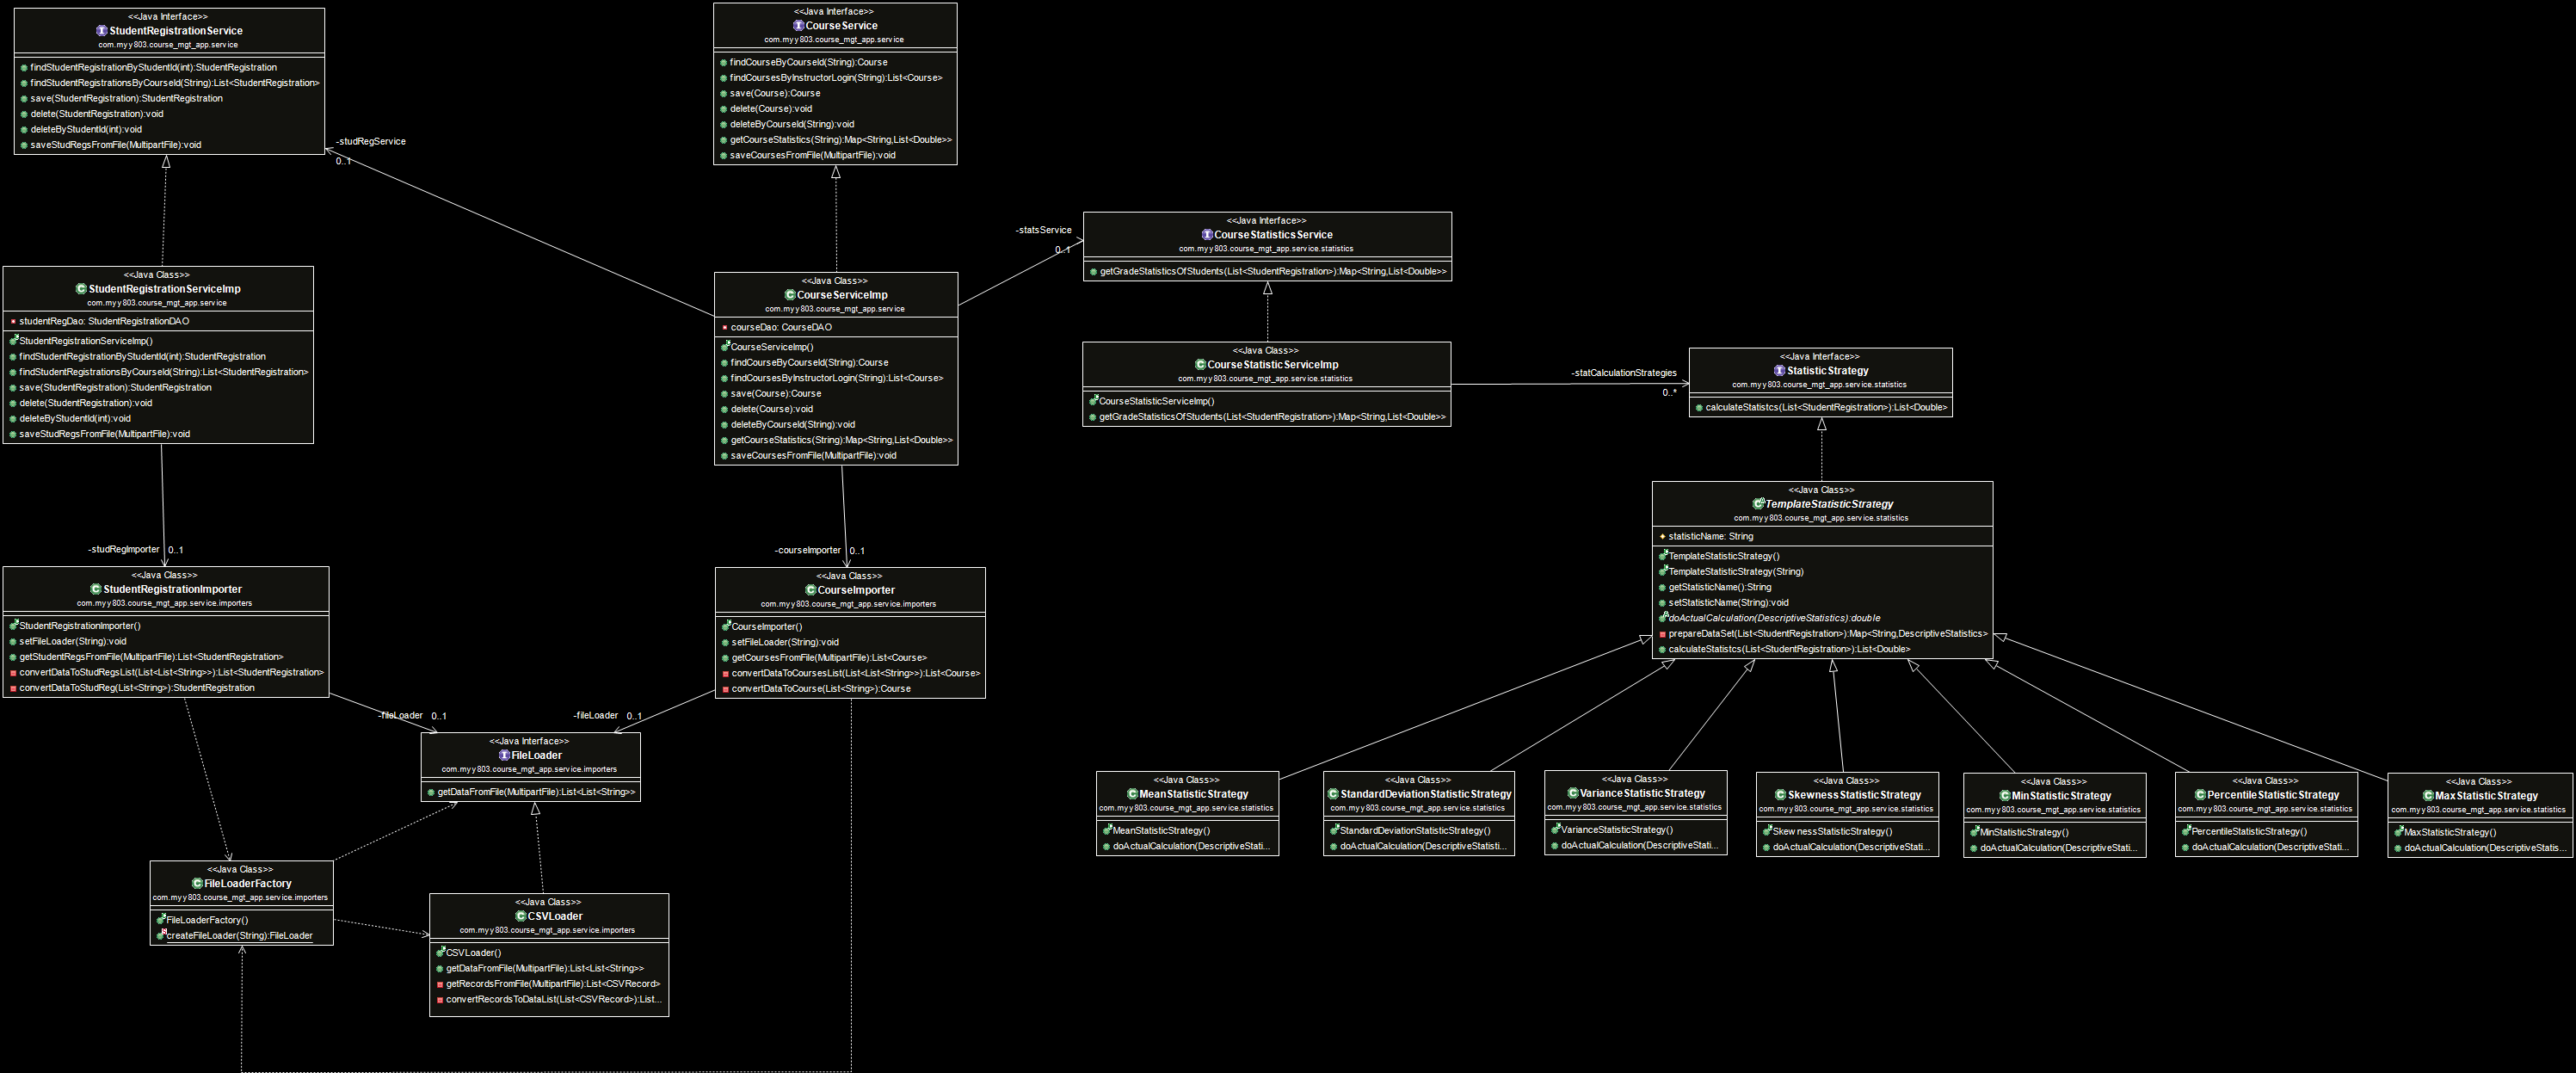 <<Java Interface>>
StudentRegistrationService
com.myy803.course_mgt_app.service
findStudentRegistrationByStudentId(int):StudentRegistration
findStudentRegistrationsByCourseId(String):List<StudentRegistration>
save(StudentRegistration):StudentRegistration
delete(StudentRegistration):void
deleteByStudentId(int):void
saveStudRegsFromFile(MultipartFile):void
-studRegService
0..1
<<Java Interface>>
CourseService
com.myy803.course_mgt_app.service
findCourseByCourseId(String):Course
findCoursesByInstructorLogin(String):List<Course>
save(Course):Course
delete(Course):void
deleteByCourseId(String):void
getCourseStatistics(String):Map<String,List<Double>>
saveCoursesFromFile(MultipartFile):void
-statsService
0..1
<<Java Interface>>
CourseStatisticsService
com.myy803.course_mgt_app.service.statistics
getGradeStatisticsOfStudents(List<StudentRegistration>):Map<String,List<Double>>
<<Java Class>>
StudentRegistrationServiceImp
com.myy803.course_mgt_app.service
studentRegDao: StudentRegistrationDAO
StudentRegistrationServiceImp()
findStudentRegistrationByStudentId(int):StudentRegistration
findStudentRegistrationsByCourseId(String):List<StudentRegistration>
save(StudentRegistration):StudentRegistration
delete(StudentRegistration):void
deleteByStudentId(int):void
saveStudRegsFromFile(MultipartFile):void
<<Java Class>>
CourseServiceImp
com.myy803.course_mgt_app.service
courseDao: CourseDAO
CourseServiceImp()
findCourseByCourseId(String):Course
findCoursesByInstructorLogin(String):List<Course>
save(Course):Course
delete(Course):void
deleteByCourseId(String):void
getCourseStatistics(String):Map<String,List<Double>>
saveCoursesFromFile(MultipartFile):void
<<Java Class>>
CourseStatisticServiceImp
com.myy803.course_mgt_app.service.statistics
CourseStatisticServiceImp()
getGradeStatisticsOfStudents(List<StudentRegistration>):Map<String,List<Double>>
-statCalculationStrategies
0..*
<<Java Interface>>
StatisticStrategy
com.myy803.course_mgt_app.service.statistics
calculateStatistcs(List<StudentRegistration>):List<Double>
<<Java Class>>
TemplateStatisticStrategy
com.myy803.course_mgt_app.service.statistics
statisticName: String
TemplateStatisticStrategy()
TemplateStatisticStrategy(String)
getStatisticName():String
setStatisticName(String):void
doActualCalculation(DescriptiveStatistics):double
prepareDataSet(List<StudentRegistration>):Map<String,DescriptiveStatistics>
calculateStatistcs(List<StudentRegistration>):List<Double>
-studRegImporter
0..1
-courseImporter
0..1
<<Java Class>>
StudentRegistrationImporter
com.myy803.course_mgt_app.service.importers
StudentRegistrationImporter()
setFileLoader(String):void
getStudentRegsFromFile(MultipartFile):List<StudentRegistration>
convertDataToStudRegsList(List<List<String>>):List<StudentRegistration>
convertDataToStudReg(List<String>):StudentRegistration
<<Java Class>>
CourseImporter
com.myy803.course_mgt_app.service.importers
CourseImporter()
setFileLoader(String):void
getCoursesFromFile(MultipartFile):List<Course>
convertDataToCoursesList(List<List<String>>):List<Course>
convertDataToCourse(List<String>):Course
-fileLoader
0..1
-fileLoader
0..1
<<Java Interface>>
FileLoader
com.myy803.course_mgt_app.service.importers
getDataFromFile(MultipartFile):List<List<String>>
<<Java Class>>
FileLoaderFactory
com.myy803.course_mgt_app.service.importers
FileLoaderFactory()
createFileLoader(String):FileLoader
<<Java Class>>
CSVLoader
com.myy803.course_mgt_app.service.importers
CSVLoader()
getDataFromFile(MultipartFile):List<List<String>>
getRecordsFromFile(MultipartFile):List<CSVRecord>
convertRecordsToDataList(List<CSVRecord>):List...
<<Java Class>>
MeanStatisticStrategy
com.myy803.course_mgt_app.service.statistics
MeanStatisticStrategy()
doActualCalculation(DescriptiveStati...
<<Java Class>>
StandardDeviationStatisticStrategy
com.myy803.course_mgt_app.service.statistics
StandardDeviationStatisticStrategy()
doActualCalculation(DescriptiveStatisti...
<<Java Class>>
VarianceStatisticStrategy
com.myy803.course_mgt_app.service.statistics
VarianceStatisticStrategy()
doActualCalculation(DescriptiveStati...
<<Java Class>>
SkewnessStatisticStrategy
com.myy803.course_mgt_app.service.statistics
SkewnessStatisticStrategy()
doActualCalculation(DescriptiveStati...
<<Java Class>>
MinStatisticStrategy
com.myy803.course_mgt_app.service.statistics
MinStatisticStrategy()
doActualCalculation(DescriptiveStati...
<<Java Class>>
PercentileStatisticStrategy
com.myy803.course_mgt_app.service.statistics
PercentileStatisticStrategy()
doActualCalculation(DescriptiveStati...
<<Java Class>>
MaxStatisticStrategy
com.myy803.course_mgt_app.service.statistics
MaxStatisticStrategy()
doActualCalculation(DescriptiveStatis...